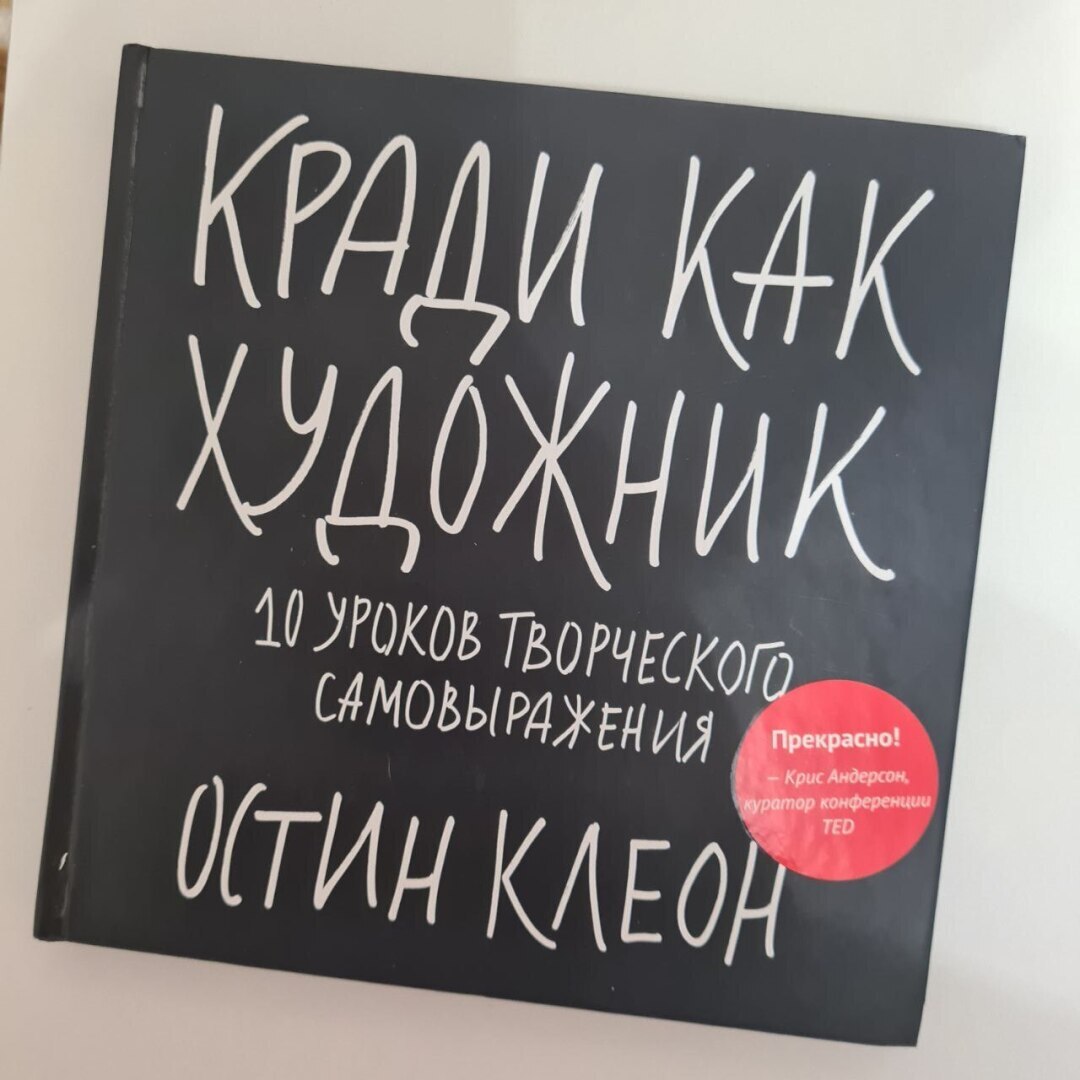 КРАДИ КАК
ХУДОЖНИК
10 УРОКОВ ТВОРЧЕСКОГО
САМОВЫРАЖЕНИЯ
Прекрасно!
– Крис Андерсон,
куратор конференции
TED
ОСТИН КЛЕОН